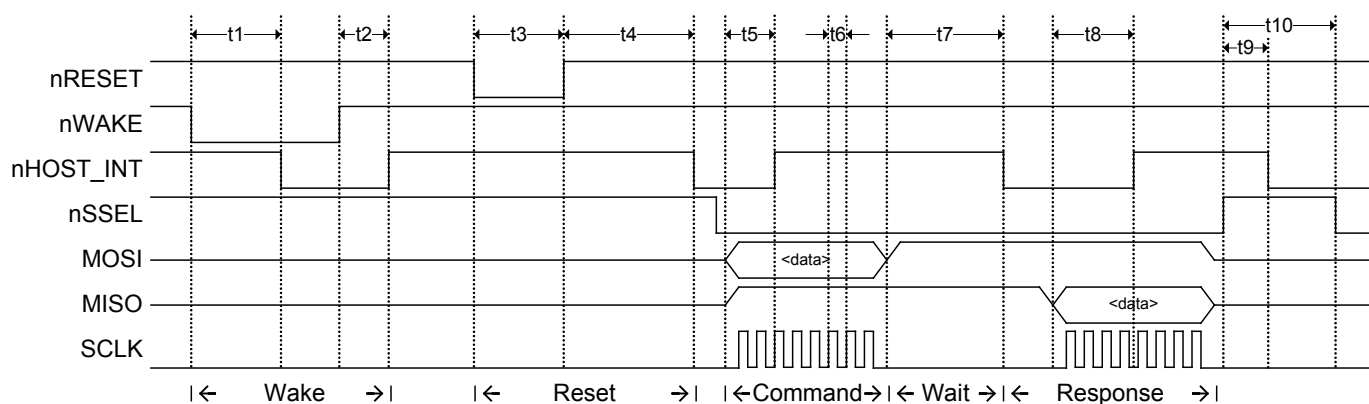 t1 t2 t3 t4 t5 t6 t7 t8 t10
t9
nRESET
nWAKE
nHOST_INT
nSSEL
MOSI <data>
MISO <data>
SCLK
Wake Reset Command Wait Response